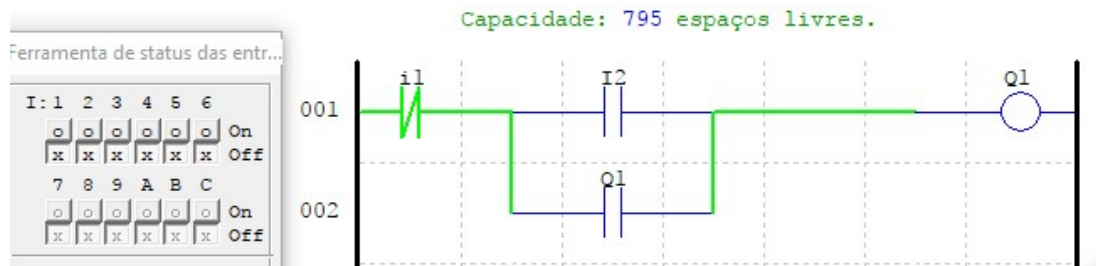 Capacidade: 795 espaços livres.
Ferramenta de status das entr...
I: 1 2 3 4 5 6
o o o o o o On
x x x x x x Off
7 8 9 A B C
o o o o o o On
x x x x x x Off
i1 I2 Q1
001
Q1
002